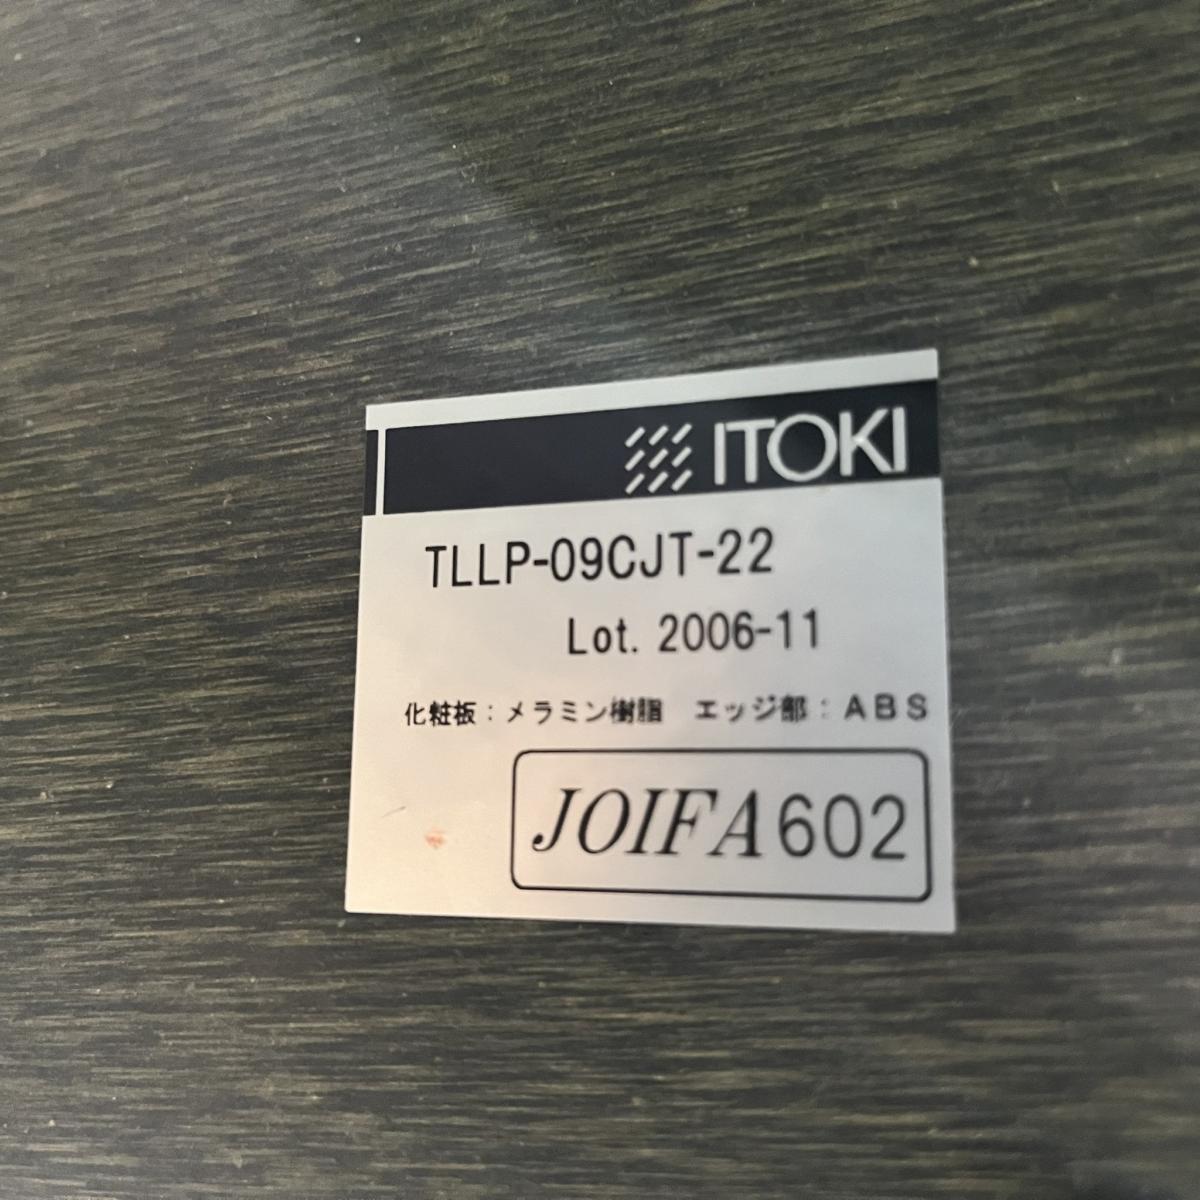 ITOKI
TLLP-09CJT-22
Lot. 2006-11
化粧板：メラミン樹脂　エッジ部：ABS
JOIFA602